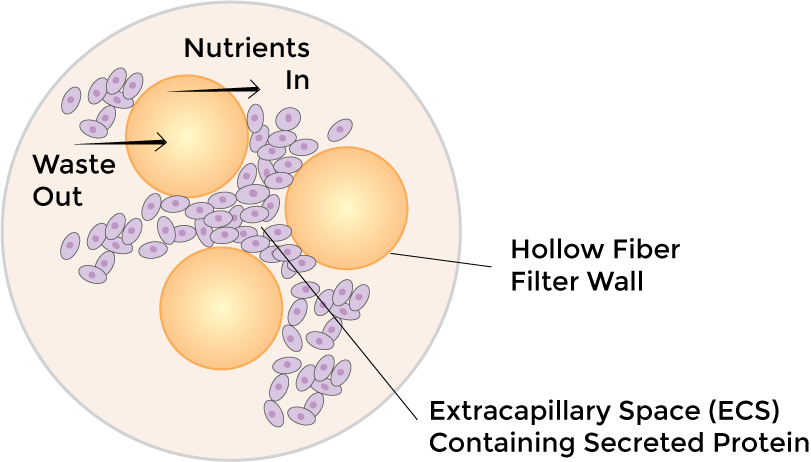 Nutrients
In
Waste
Out
Hollow Fiber
Filter Wall
Extracapillary Space (ECS)
Containing Secreted Protein